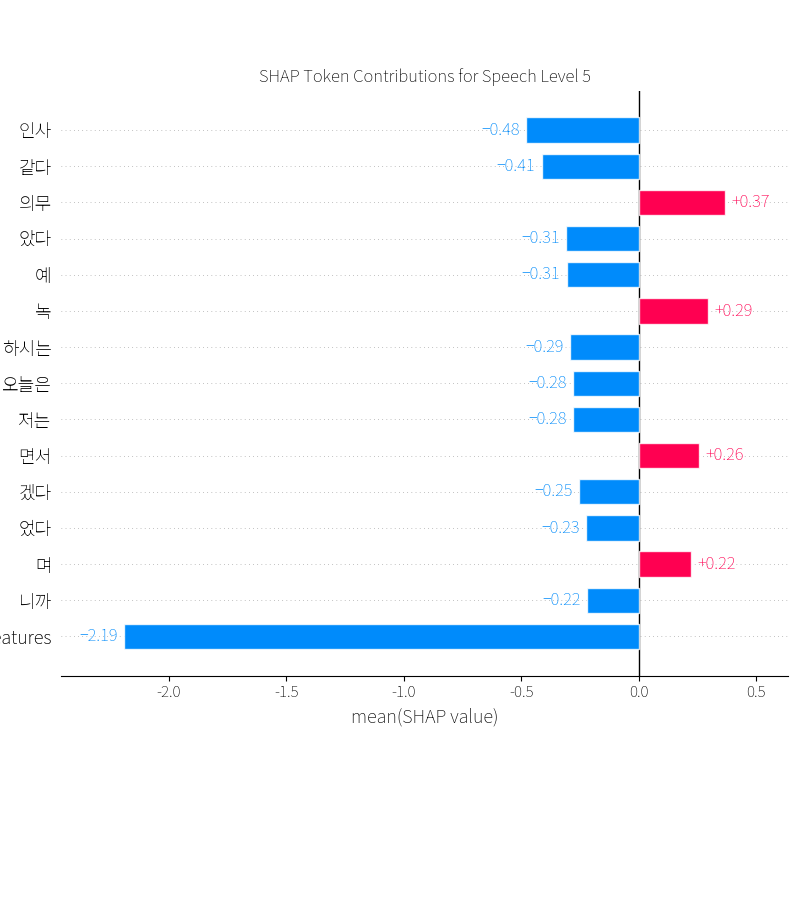 SHAP Token Contributions for Speech Level 5
인사 −0.48
같다 −0.41
의무 +0.37
았다 −0.31
예 −0.31
녹 +0.29
하시는 −0.29
오늘은 −0.28
저는 −0.28
면서 +0.26
겠다 −0.25
었다 −0.23
며 +0.22
니까 −0.22
eatures −2.19
-2.0 -1.5 -1.0 -0.5 0.0 0.5
mean(SHAP value)